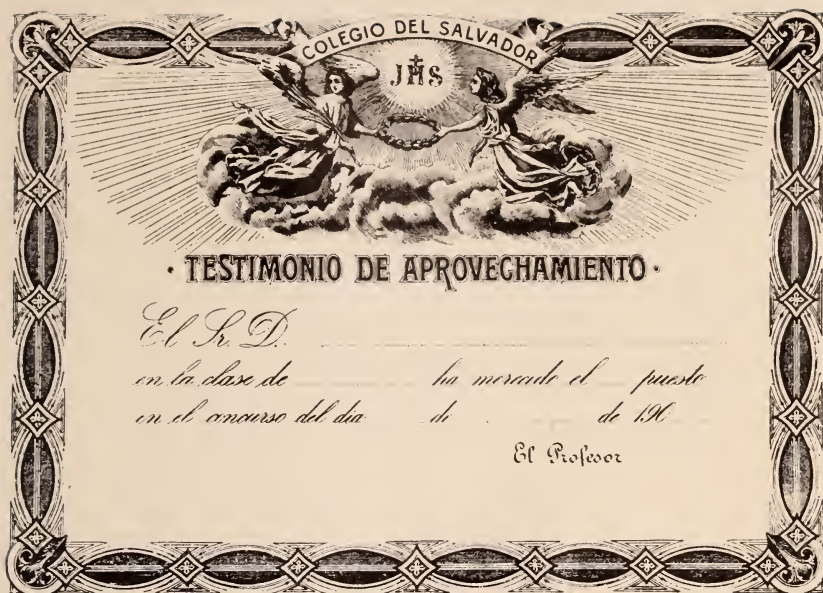 COLEGIO DEL SALVADOR
JHS
· TESTIMONIO DE APROVECHAMIENTO ·
El Sr. D.
en la clase de ha merecido el puesto
en el concurso del dia de de 190
El Profesor